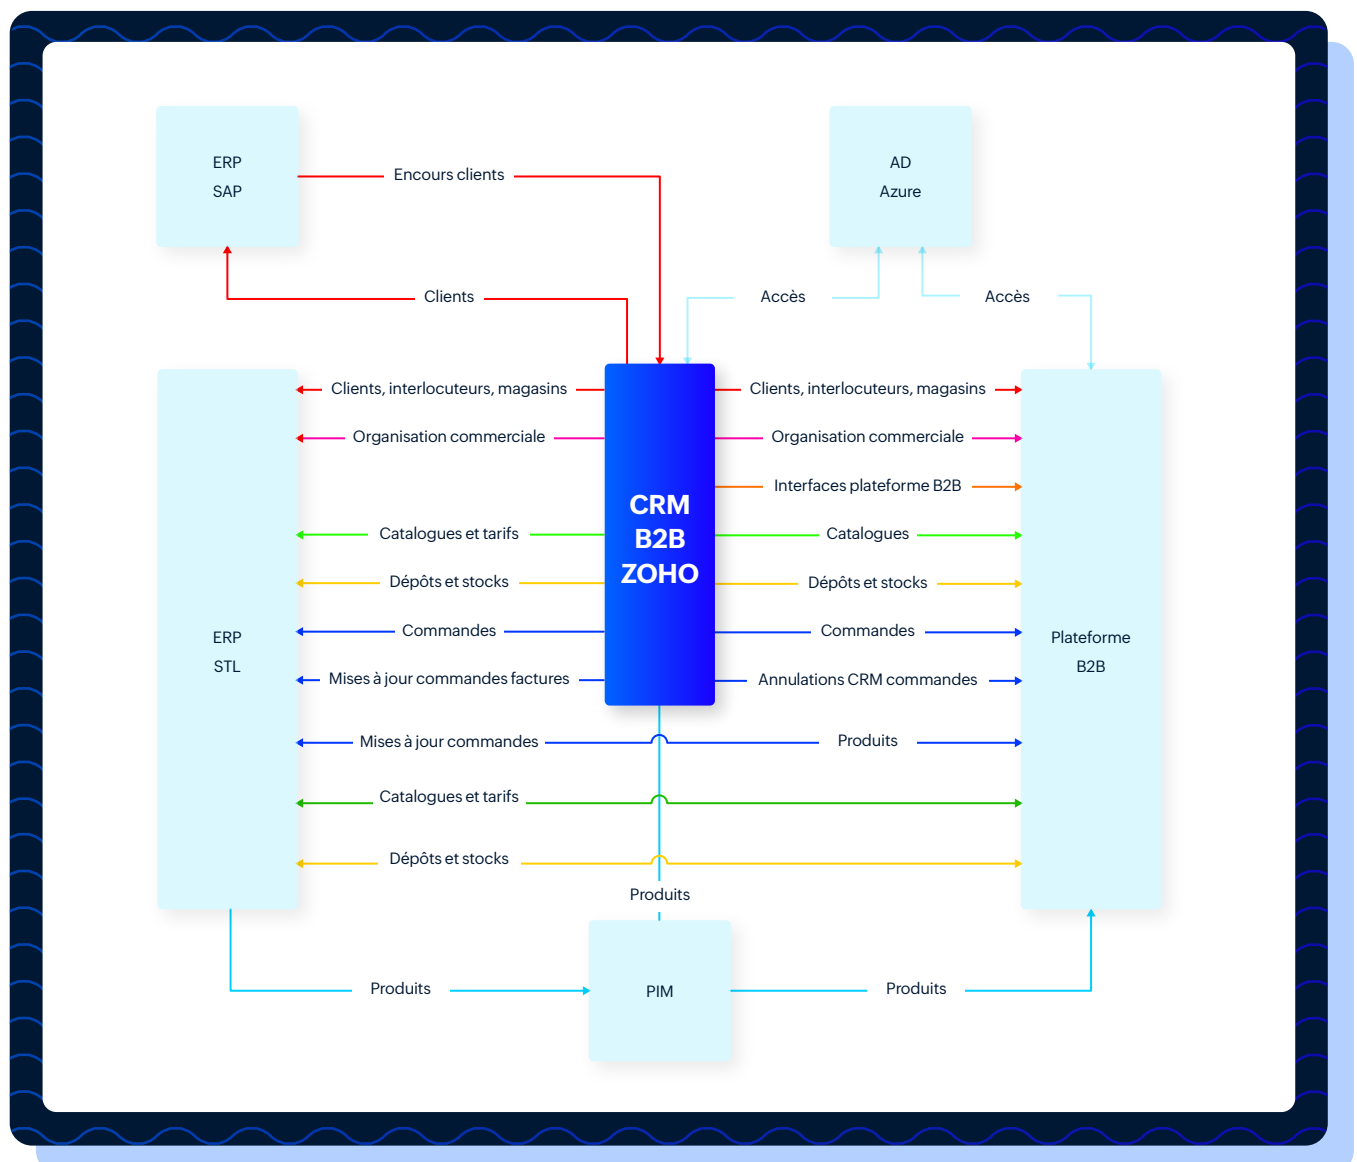 ERP
SAP
Encours clients
AD
Azure
Clients
Accès
Accès
Clients, interlocuteurs, magasins
Clients, interlocuteurs, magasins
Organisation commerciale
Organisation commerciale
Interfaces plateforme B2B
CRM
B2B
ZOHO
Catalogues et tarifs
Catalogues
Dépôts et stocks
Dépôts et stocks
Commandes
Commandes
ERP
STL
Plateforme
B2B
Mises à jour commandes factures
Annulations CRM commandes
Mises à jour commandes
Produits
Catalogues et tarifs
Dépôts et stocks
Produits
Produits
PIM
Produits